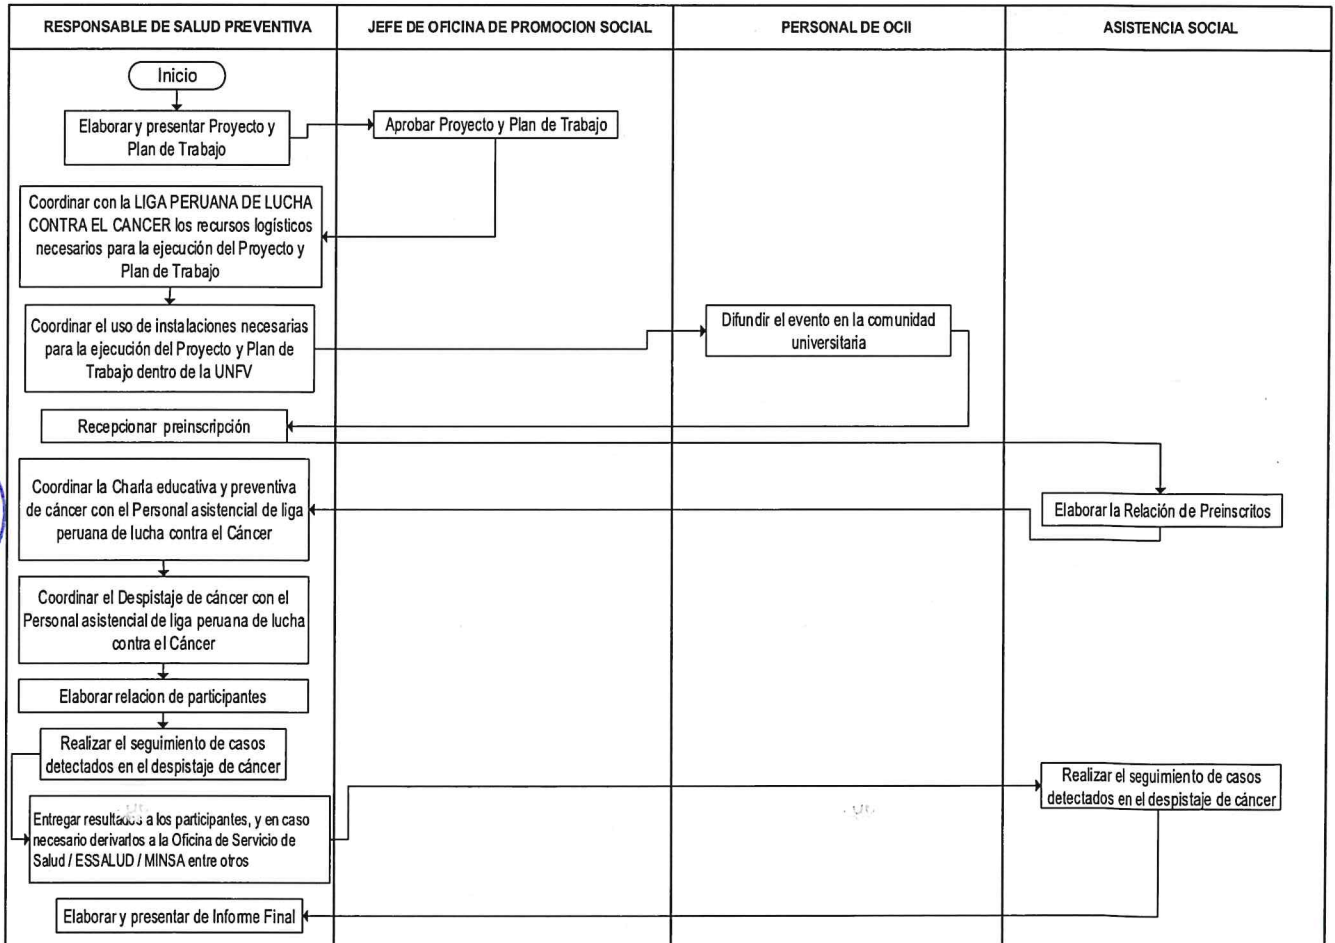 RESPONSABLE DE SALUD PREVENTIVA
JEFE DE OFICINA DE PROMOCION SOCIAL
PERSONAL DE OCII
ASISTENCIA SOCIAL
Inicio
Elaborar y presentar Proyecto y
Plan de Trabajo
Aprobar Proyecto y Plan de Trabajo
Coordinar con la LIGA PERUANA DE LUCHA
CONTRA EL CANCER los recursos logísticos
necesarios para la ejecución del Proyecto y
Plan de Trabajo
Coordinar el uso de instalaciones necesarias
para la ejecución del Proyecto y Plan de
Trabajo dentro de la UNFV
Difundir el evento en la comunidad
universitaria
Recepcionar preinscripción
Elaborar la Relación de Preinscritos
Coordinar la Charla educativa y preventiva
de cáncer con el Personal asistencial de liga
peruana de lucha contra el Cáncer
Coordinar el Despistaje de cáncer con el
Personal asistencial de liga peruana de lucha
contra el Cáncer
Elaborar relacion de participantes
Realizar el seguimiento de casos
detectados en el despistaje de cáncer
Realizar el seguimiento de casos
detectados en el despistaje de cáncer
Entregar resultados a los participantes, y en caso
necesario derivarlos a la Oficina de Servicio de
Salud / ESSALUD / MINSA entre otros
Elaborar y presentar de Informe Final